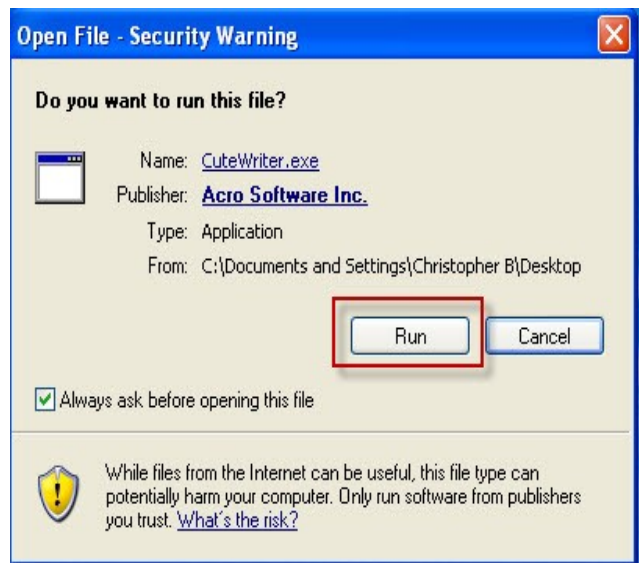 Open File - Security Warning
Do you want to run this file?
Name: CuteWriter.exe
Publisher: Acro Software Inc.
Type: Application
From: C:\Documents and Settings\Christopher B\Desktop
Run Cancel
Always ask before opening this file
While files from the Internet can be useful, this file type can
potentially harm your computer. Only run software from publishers
you trust. What's the risk?